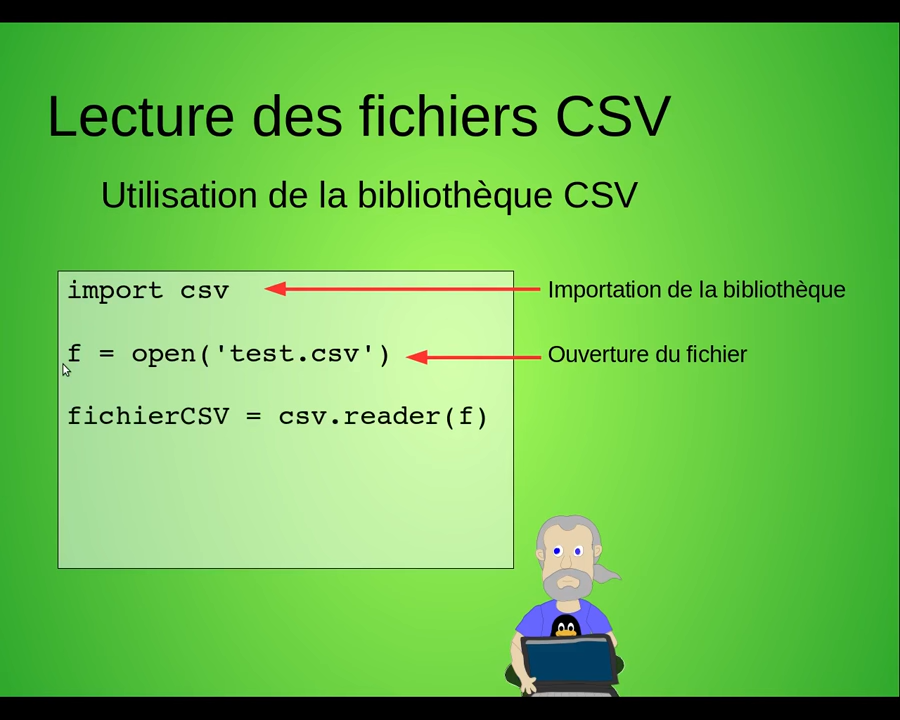 Lecture des fichiers CSV
Utilisation de la bibliothèque CSV
import csv
Importation de la bibliothèque
f = open('test.csv')
Ouverture du fichier
fichierCSV = csv.reader(f)